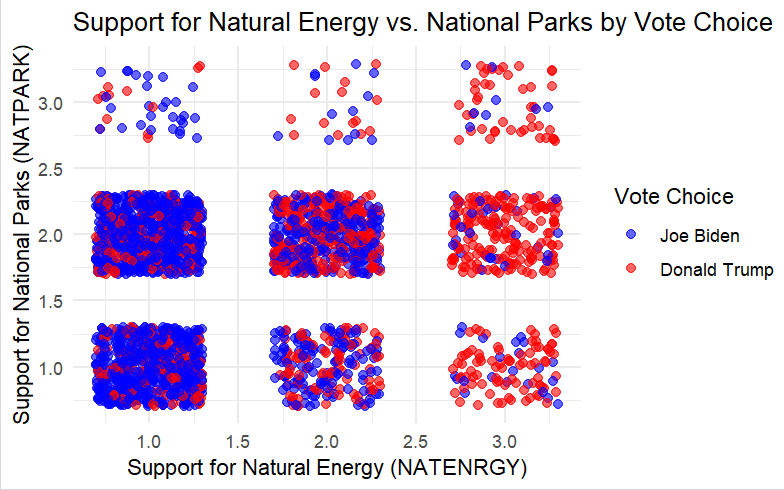 Support for Natural Energy vs. National Parks by Vote Choice
Support for National Parks (NATPARK)
3.0
2.5
2.0
1.5
1.0
1.0
1.5
2.0
2.5
3.0
Support for Natural Energy (NATENRGY)
Vote Choice
Joe Biden
Donald Trump